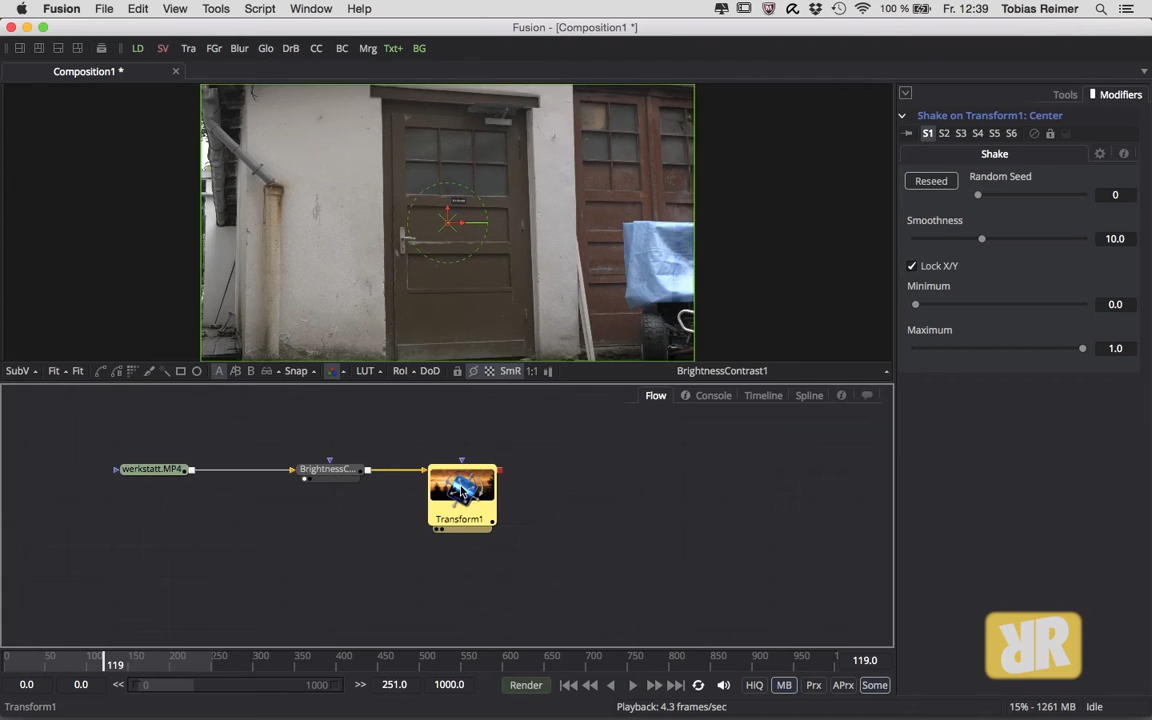 Fusion File Edit View Tools Script Window Help 100 % Fr. 12:39 Tobias Reimer
Fusion - [Composition1 *]
LD SV Tra FGr Blur Glo DrB CC BC Mrg Txt+ BG
Composition1 *
Tools Modifiers
Shake on Transform1: Center
S1 S2 S3 S4 S5 S6
Shake
Reseed Random Seed
0
Smoothness
10.0
Lock X/Y
Minimum
0.0
Maximum
1.0
SubV Fit Fit A A/B B Snap LUT RoI DoD SmR 1:1 BrightnessContrast1
Flow Console Timeline Spline
werkstatt.MP4 BrightnessC...
Transform1
0 50 100 150 200 250 300 350 400 450 500 550 600 650 700 750 800 850 900 950 1
119 119.0
0.0 0.0 << 0 1000 >> 251.0 1000.0 Render HiQ MB Prx APrx Some
Transform1 Playback: 4.3 frames/sec 15% - 1261 MB Idle
RR